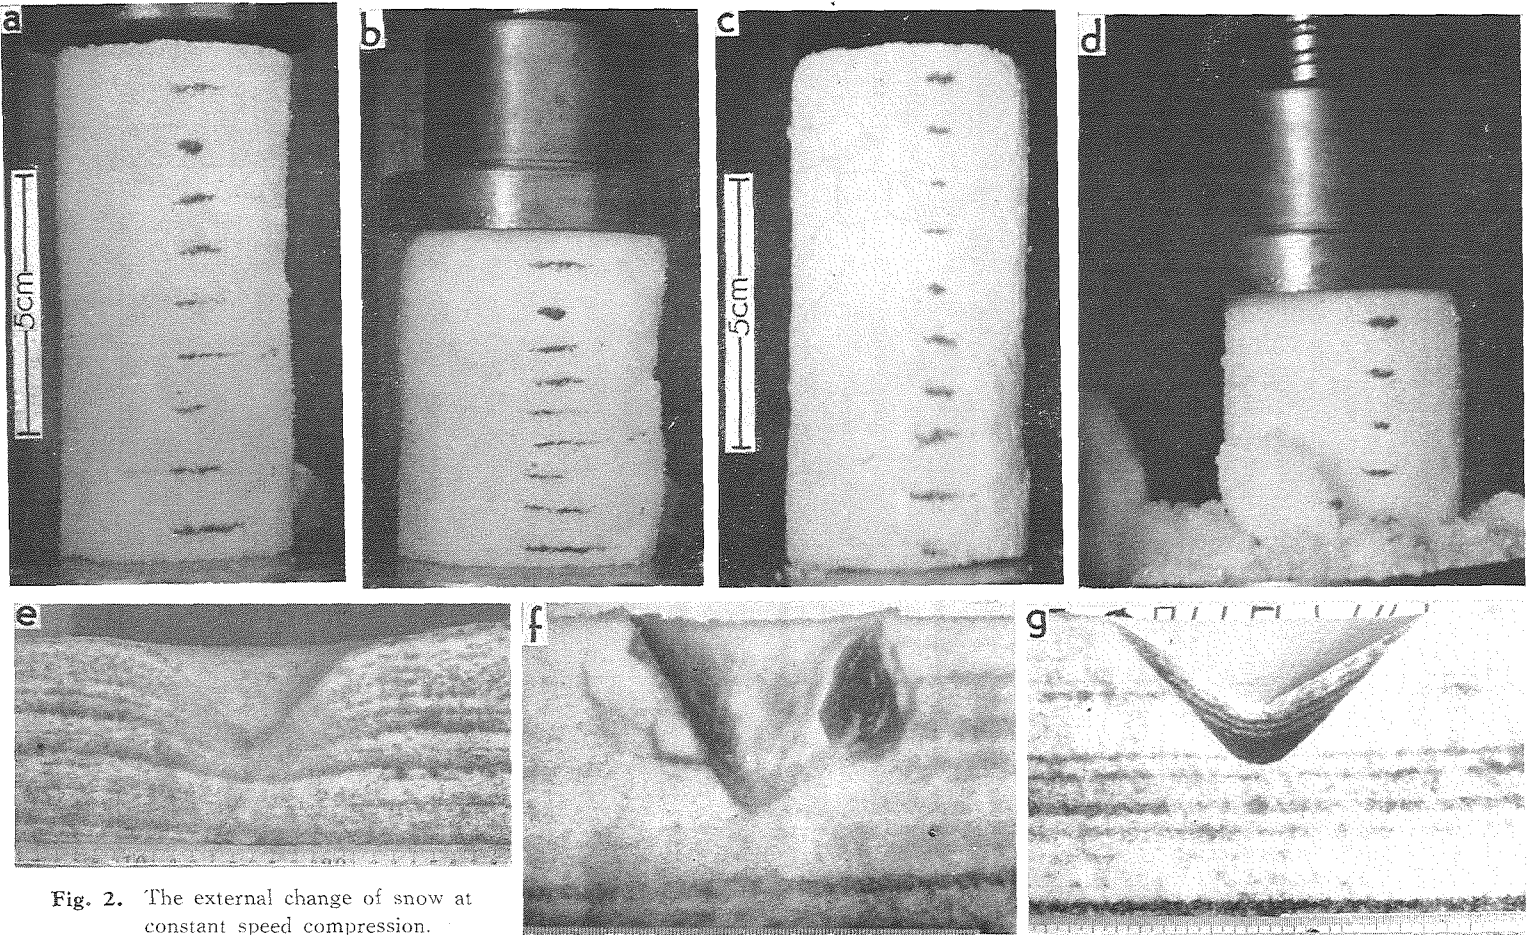 a
b
c
d
5cm
5cm
e
f
g
Fig. 2. The external change of snow at
constant speed compression.